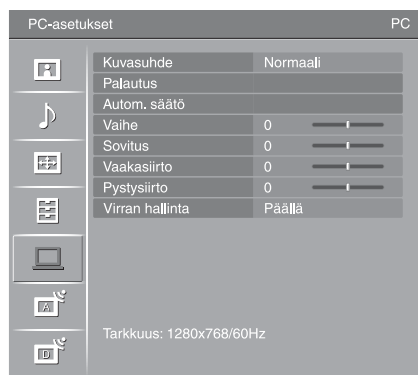 PC-asetukset PC
Kuvasuhde Normaali
Palautus
Autom. säätö
Vaihe 0
Sovitus 0
Vaakasiirto 0
Pystysiirto 0
Virran hallinta Päällä
A
D
Tarkkuus: 1280x768/60Hz